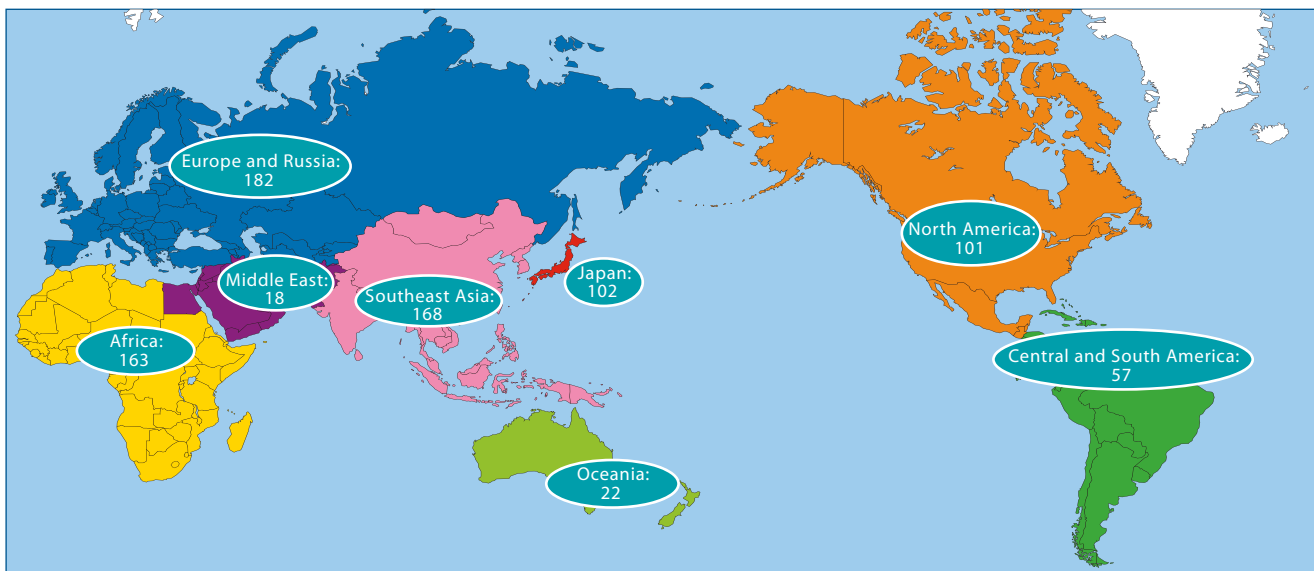 Europe and Russia:
182
North America:
101
Middle East:
18
Japan:
102
Southeast Asia:
168
Africa:
163
Central and South America:
57
Oceania:
22